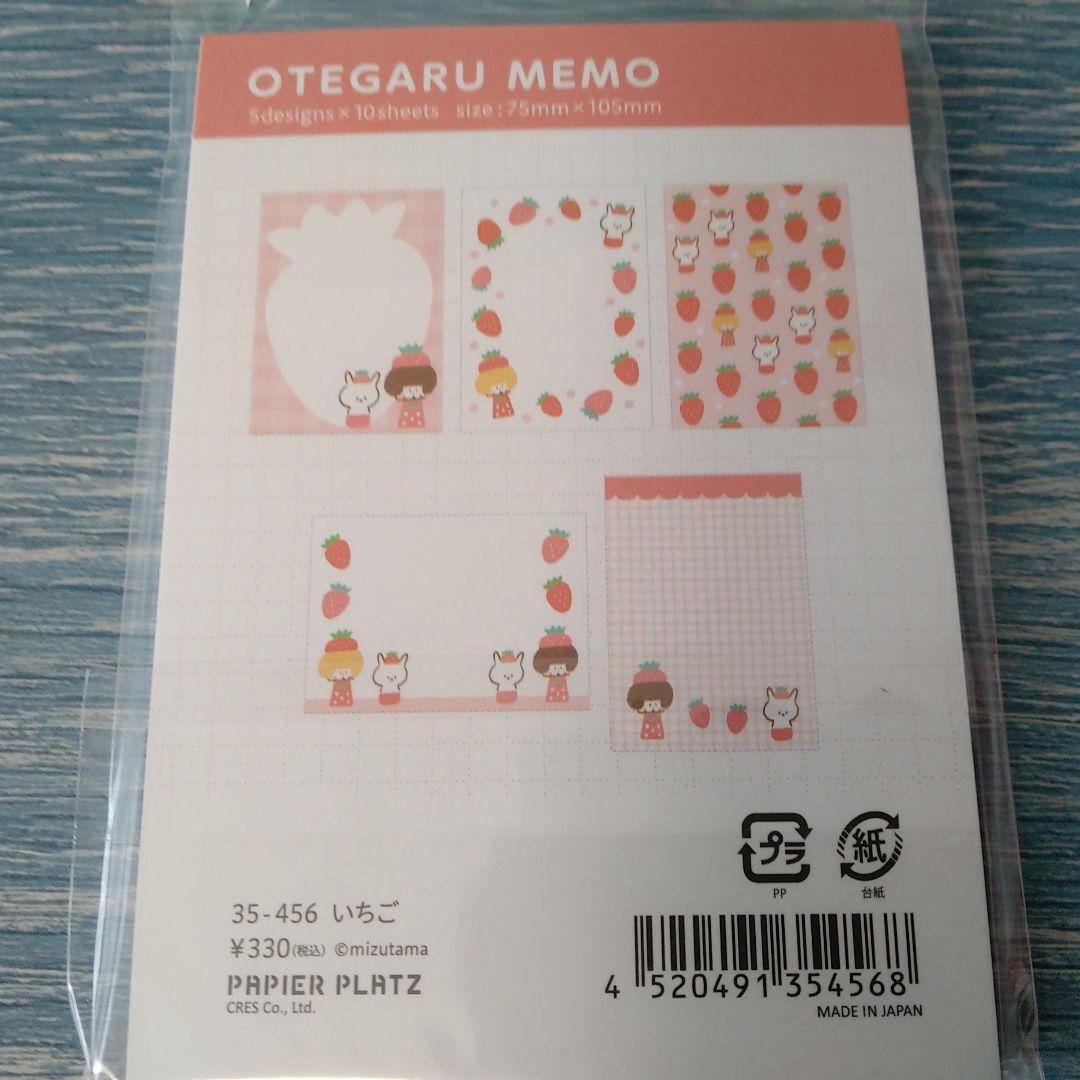 OTEGARU MEMO
5designs×10sheets size:75mm×105mm
プラ
PP
紙
台紙
35-456 いちご
¥330(税込) ©mizutama
PAPIER PLATZ
CRES Co., Ltd.
4 520491 354568
MADE IN JAPAN